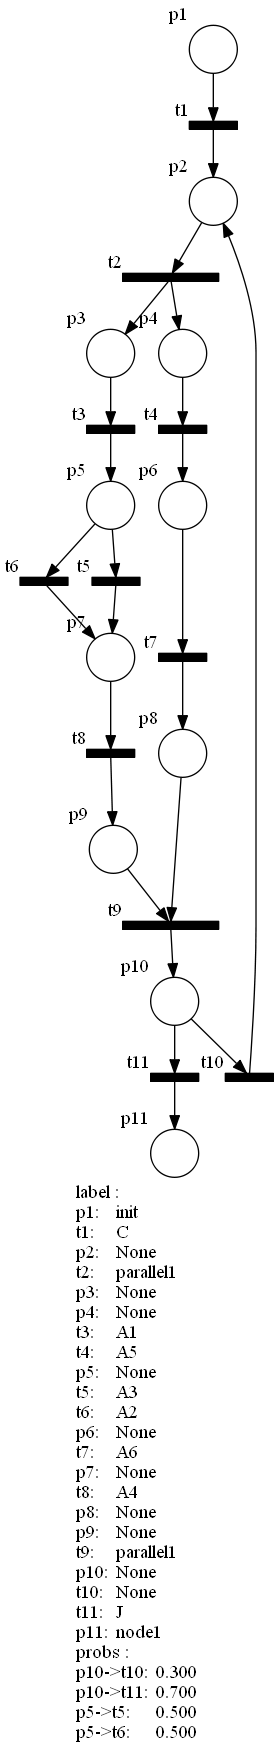 p1
t1
p2
t2
p3
p4
t3
t4
p5
p6
t6
t5
p7
t7
t8
p8
p9
t9
p10
t11
t10
p11
label :
p1: init
t1: C
p2: None
t2: parallel1
p3: None
p4: None
t3: A1
t4: A5
p5: None
t5: A3
t6: A2
p6: None
t7: A6
p7: None
t8: A4
p8: None
p9: None
t9: parallel1
p10: None
t10: None
t11: J
p11: node1
probs :
p10->t10: 0.300
p10->t11: 0.700
p5->t5: 0.500
p5->t6: 0.500